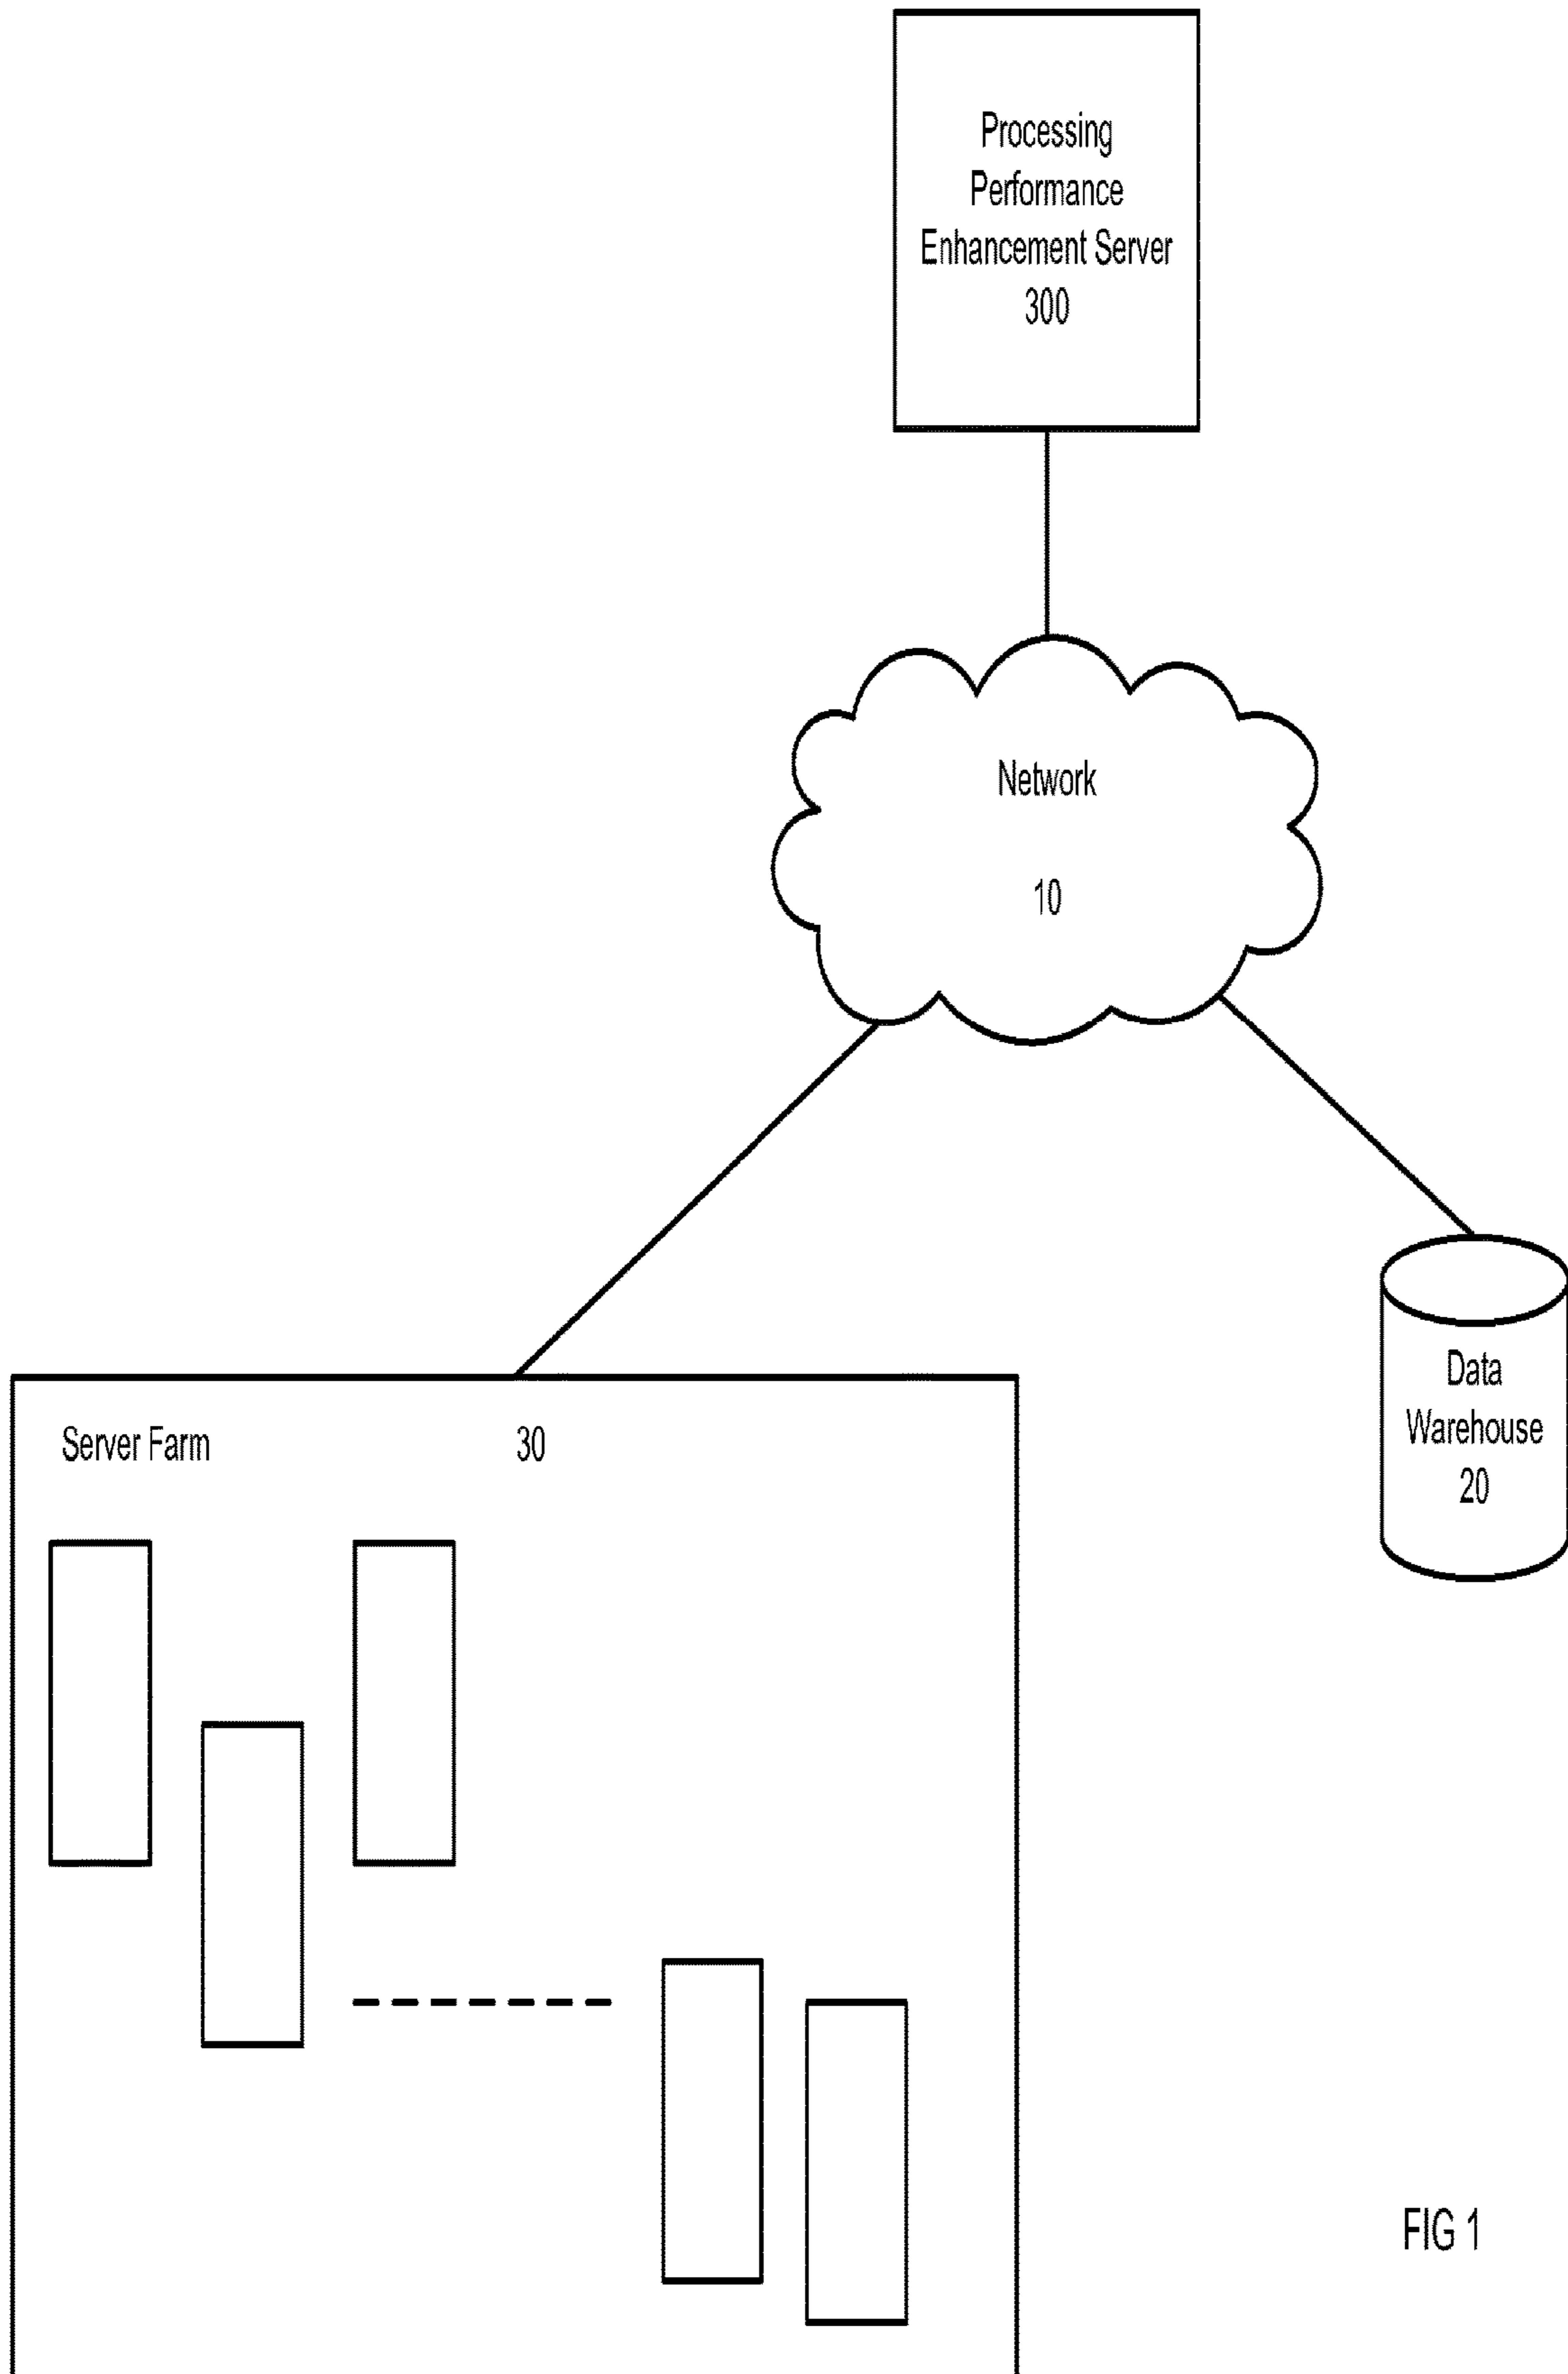 Processing
Performance
Enhancement Server
300
Network
10
Data
Warehouse
20
Server Farm 30
FIG 1